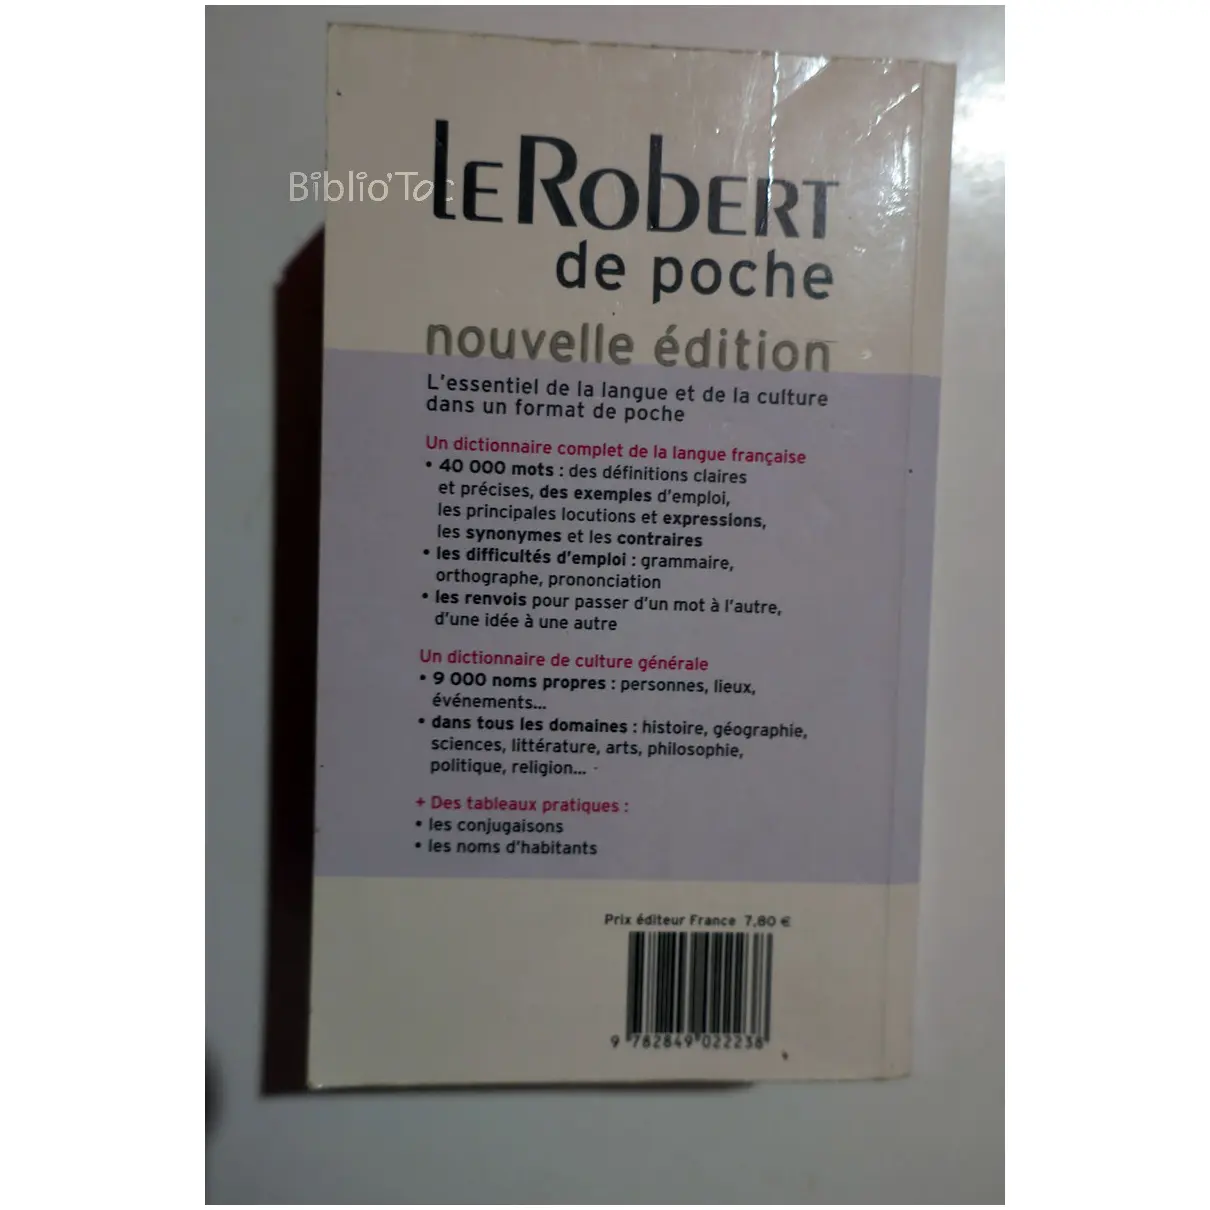 Biblio'Toc
LE ROBERT
de poche
nouvelle édition
L'essentiel de la langue et de la culture
dans un format de poche
Un dictionnaire complet de la langue française
• 40 000 mots : des définitions claires
et précises, des exemples d'emploi,
les principales locutions et expressions,
les synonymes et les contraires
• les difficultés d'emploi : grammaire,
orthographe, prononciation
• les renvois pour passer d'un mot à l'autre,
d'une idée à une autre
Un dictionnaire de culture générale
• 9 000 noms propres : personnes, lieux,
événements...
• dans tous les domaines : histoire, géographie,
sciences, littérature, arts, philosophie,
politique, religion...
+ Des tableaux pratiques :
• les conjugaisons
• les noms d'habitants
Prix éditeur France 7,80 €
9 782849 022238